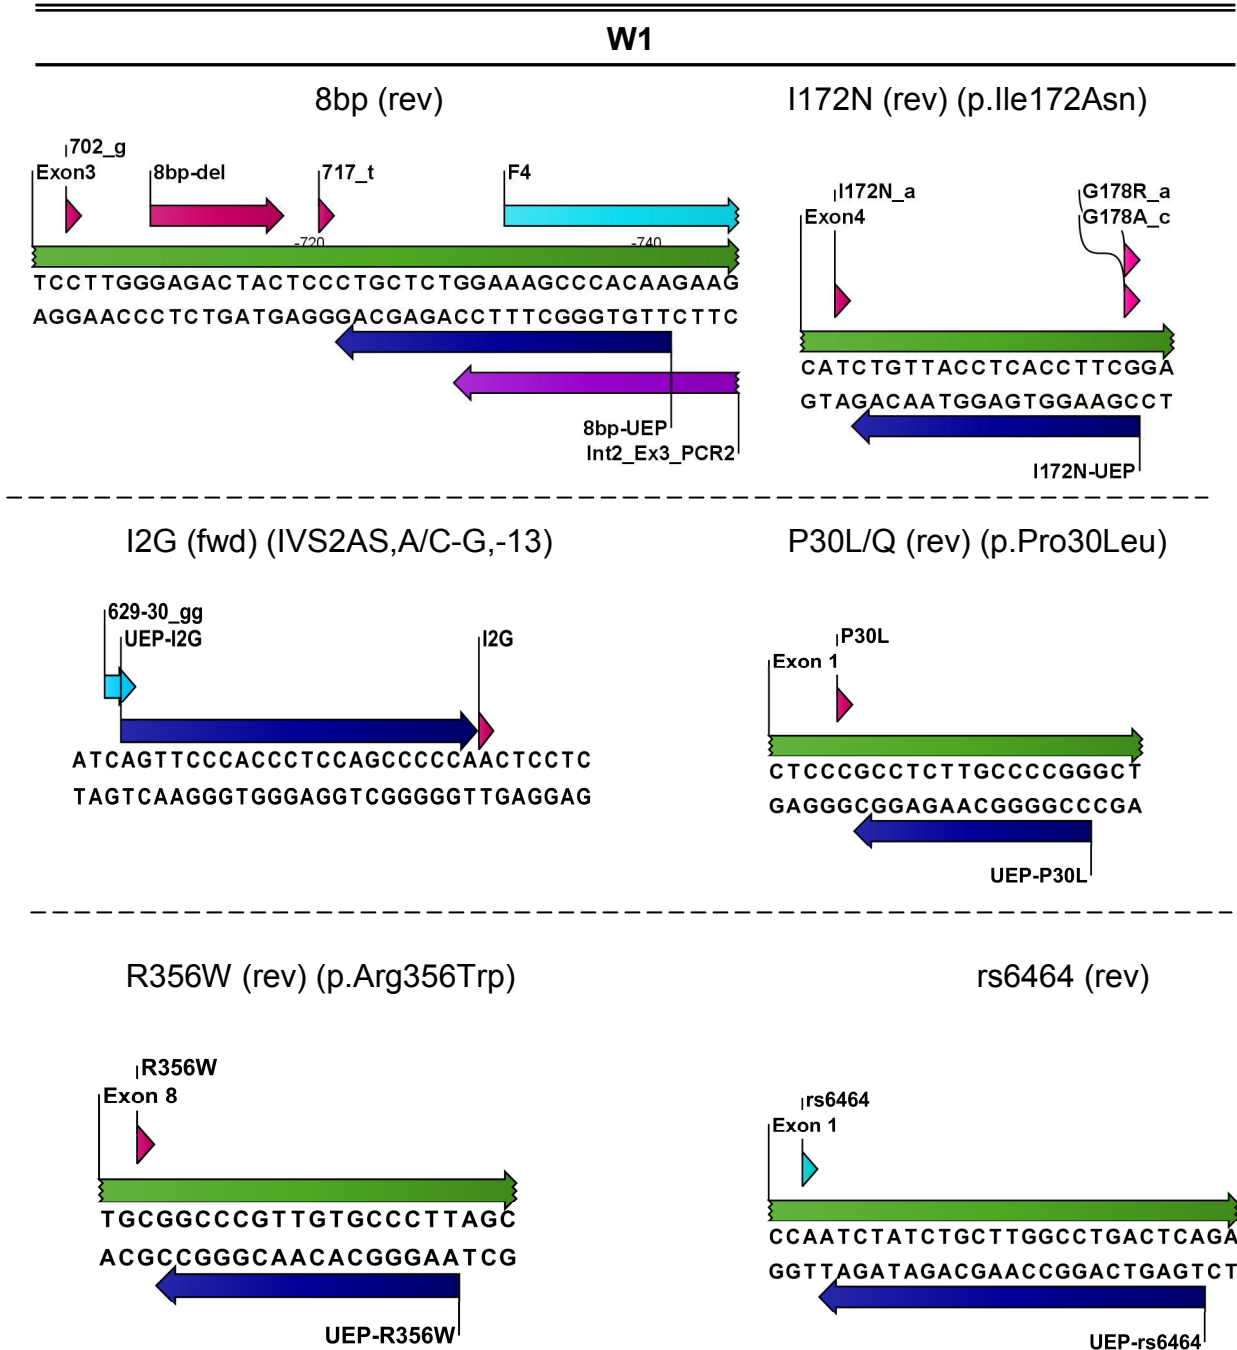 W1
8bp (rev)
I172N (rev) (p.Ile172Asn)
702_g
Exon3
8bp-del
717_t
F4
-720
-740
TCCTTGGGAGACTACTCCCTGCTCTGGAAAGCCCACAAGAAG
AGGAACCCTCTGATGAGGGACGAGACCTTTCGGGTGTTCTTC
8bp-UEP
Int2_Ex3_PCR2
I172N_a
Exon4
G178R_a
G178A_c
CATCTGTTACCTCACCTTCGGA
GTAGACAATGGAGTGGAAGCCT
I172N-UEP
I2G (fwd) (IVS2AS,A/C-G,-13)
P30L/Q (rev) (p.Pro30Leu)
629-30_gg
UEP-I2G
I2G
ATCAGTTCCCACCCTCCAGCCCCCAACTCCTC
TAGTCAAGGGTGGGAGGTCGGGGGTTGAGGAG
P30L
Exon 1
CTCCCGCCTCTTGCCCCGGGCT
GAGGGCGGAGAACGGGGCCCGA
UEP-P30L
R356W (rev) (p.Arg356Trp)
rs6464 (rev)
R356W
Exon 8
TGCGGCCCGTTGTGCCCTTAGC
ACGCCGGGCAACACGGGAATCG
UEP-R356W
rs6464
Exon 1
CCAATCTATCTGCTTGGCCTGACTCAGA
GGTTAGATAGACGAACCGGACTGAGTCT
UEP-rs6464